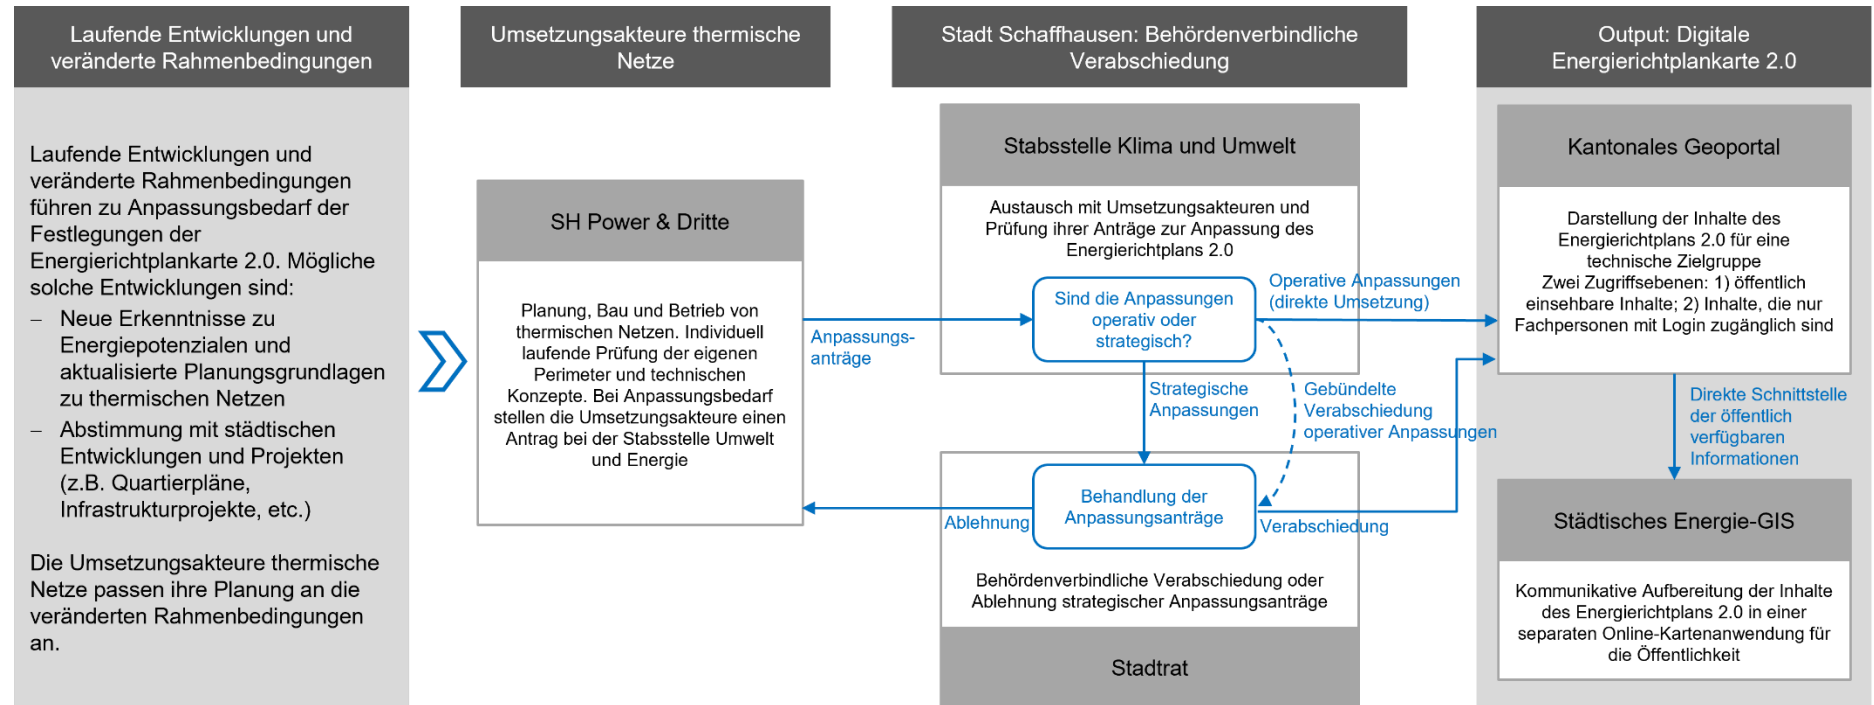 Laufende Entwicklungen und
veränderte Rahmenbedingungen
Laufende Entwicklungen und
veränderte Rahmenbedingungen
führen zu Anpassungsbedarf der
Festlegungen der
Energierichtplankarte 2.0. Mögliche
solche Entwicklungen sind:
– Neue Erkenntnisse zu
Energiepotenzialen und
aktualisierte Planungsgrundlagen
zu thermischen Netzen
– Abstimmung mit städtischen
Entwicklungen und Projekten
(z.B. Quartierpläne,
Infrastrukturprojekte, etc.)
Die Umsetzungsakteure thermische
Netze passen ihre Planung an die
veränderten Rahmenbedingungen
an.
Umsetzungsakteure thermische
Netze
SH Power & Dritte
Planung, Bau und Betrieb von
thermischen Netzen. Individuell
laufende Prüfung der eigenen
Perimeter und technischen
Konzepte. Bei Anpassungsbedarf
stellen die Umsetzungsakteure einen
Antrag bei der Stabsstelle Umwelt
und Energie
Anpassungs-
anträge
Stadt Schaffhausen: Behördenverbindliche
Verabschiedung
Stabsstelle Klima und Umwelt
Austausch mit Umsetzungsakteuren und
Prüfung ihrer Anträge zur Anpassung des
Energierichtplans 2.0
Sind die Anpassungen
operativ oder
strategisch?
Operative Anpassungen
(direkte Umsetzung)
Strategische
Anpassungen
Gebündelte
Verabschiedung
operativer Anpassungen
Behandlung der
Anpassungsanträge
Ablehnung
Verabschiedung
Behördenverbindliche Verabschiedung oder
Ablehnung strategischer Anpassungsanträge
Stadtrat
Output: Digitale
Energierichtplankarte 2.0
Kantonales Geoportal
Darstellung der Inhalte des
Energierichtplans 2.0 für eine
technische Zielgruppe
Zwei Zugriffsebenen: 1) öffentlich
einsehbare Inhalte; 2) Inhalte, die nur
Fachpersonen mit Login zugänglich sind
Direkte Schnittstelle
der öffentlich
verfügbaren
Informationen
Städtisches Energie-GIS
Kommunikative Aufbereitung der Inhalte
des Energierichtplans 2.0 in einer
separaten Online-Kartenanwendung für
die Öffentlichkeit